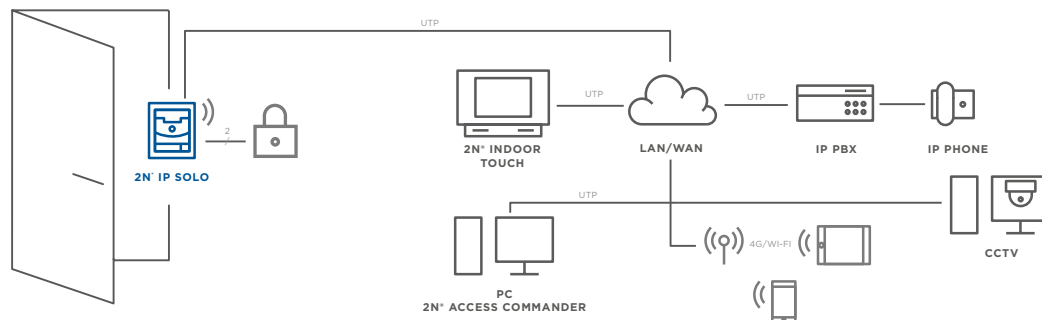 UTP
2
2N° IP SOLO
UTP
2N® INDOOR
TOUCH
LAN/WAN
UTP
IP PBX
IP PHONE
UTP
PC
2N® ACCESS COMMANDER
4G/WI-FI
CCTV